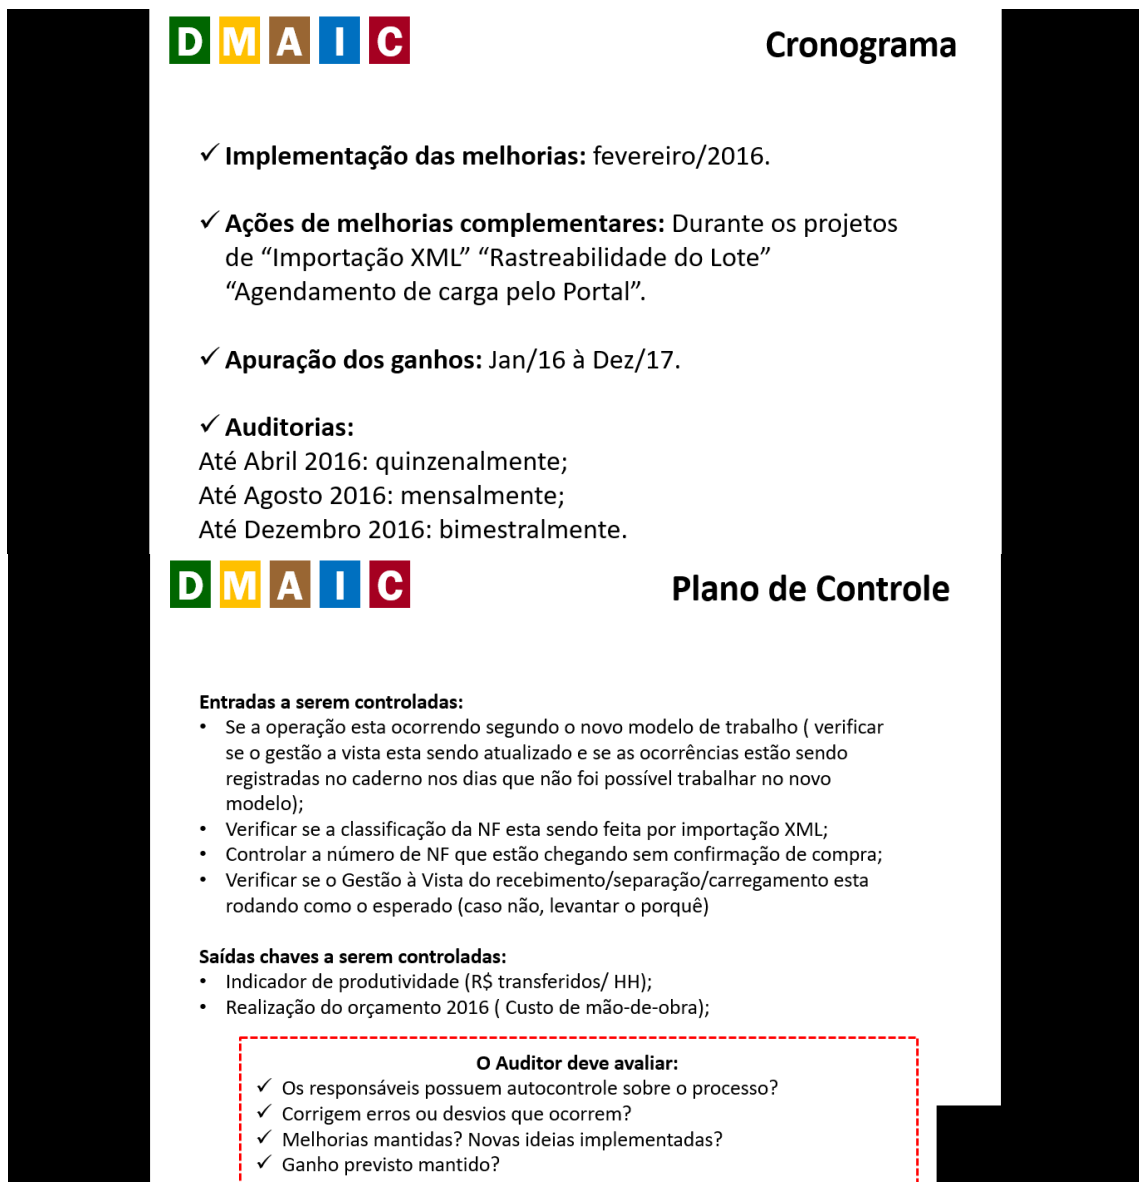 D M A I C
Cronograma
✓ Implementação das melhorias: fevereiro/2016.
✓ Ações de melhorias complementares: Durante os projetos
de “Importação XML” “Rastreabilidade do Lote”
“Agendamento de carga pelo Portal”.
✓ Apuração dos ganhos: Jan/16 à Dez/17.
✓ Auditorias:
Até Abril 2016: quinzenalmente;
Até Agosto 2016: mensalmente;
Até Dezembro 2016: bimestralmente.
D M A I C
Plano de Controle
Entradas a serem controladas:
• Se a operação esta ocorrendo segundo o novo modelo de trabalho ( verificar
se o gestão a vista esta sendo atualizado e se as ocorrências estão sendo
registradas no caderno nos dias que não foi possível trabalhar no novo
modelo);
• Verificar se a classificação da NF esta sendo feita por importação XML;
• Controlar a número de NF que estão chegando sem confirmação de compra;
• Verificar se o Gestão à Vista do recebimento/separação/carregamento esta
rodando como o esperado (caso não, levantar o porquê)
Saídas chaves a serem controladas:
• Indicador de produtividade (R$ transferidos/ HH);
• Realização do orçamento 2016 ( Custo de mão-de-obra);
O Auditor deve avaliar:
✓ Os responsáveis possuem autocontrole sobre o processo?
✓ Corrigem erros ou desvios que ocorrem?
✓ Melhorias mantidas? Novas ideias implementadas?
✓ Ganho previsto mantido?